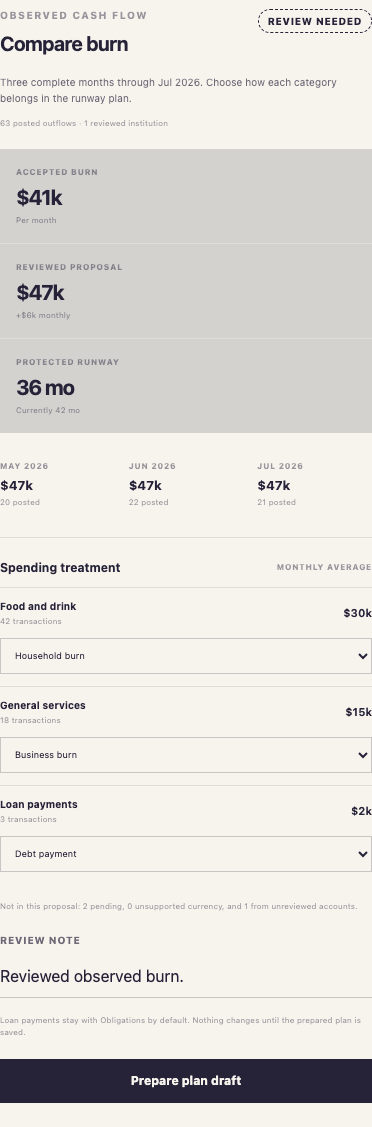 OBSERVED CASH FLOW
REVIEW NEEDED
Compare burn
Three complete months through Jul 2026. Choose how each category
belongs in the runway plan.
63 posted outflows · 1 reviewed institution
ACCEPTED BURN
$41k
Per month
REVIEWED PROPOSAL
$47k
+$6k monthly
PROTECTED RUNWAY
36 mo
Currently 42 mo
MAY 2026 JUN 2026 JUL 2026
$47k $47k $47k
20 posted 22 posted 21 posted
Spending treatment MONTHLY AVERAGE
Food and drink
42 transactions
$30k
Household burn
General services
18 transactions
$15k
Business burn
Loan payments
3 transactions
$2k
Debt payment
Not in this proposal: 2 pending, 0 unsupported currency, and 1 from unreviewed accounts.
REVIEW NOTE
Reviewed observed burn.
Loan payments stay with Obligations by default. Nothing changes until the prepared plan is
saved.
Prepare plan draft